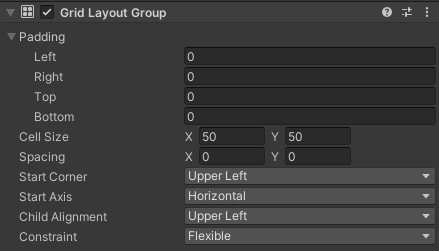 Grid Layout Group
Padding
Left 0
Right 0
Top 0
Bottom 0
Cell Size X 50 Y 50
Spacing X 0 Y 0
Start Corner Upper Left
Start Axis Horizontal
Child Alignment Upper Left
Constraint Flexible